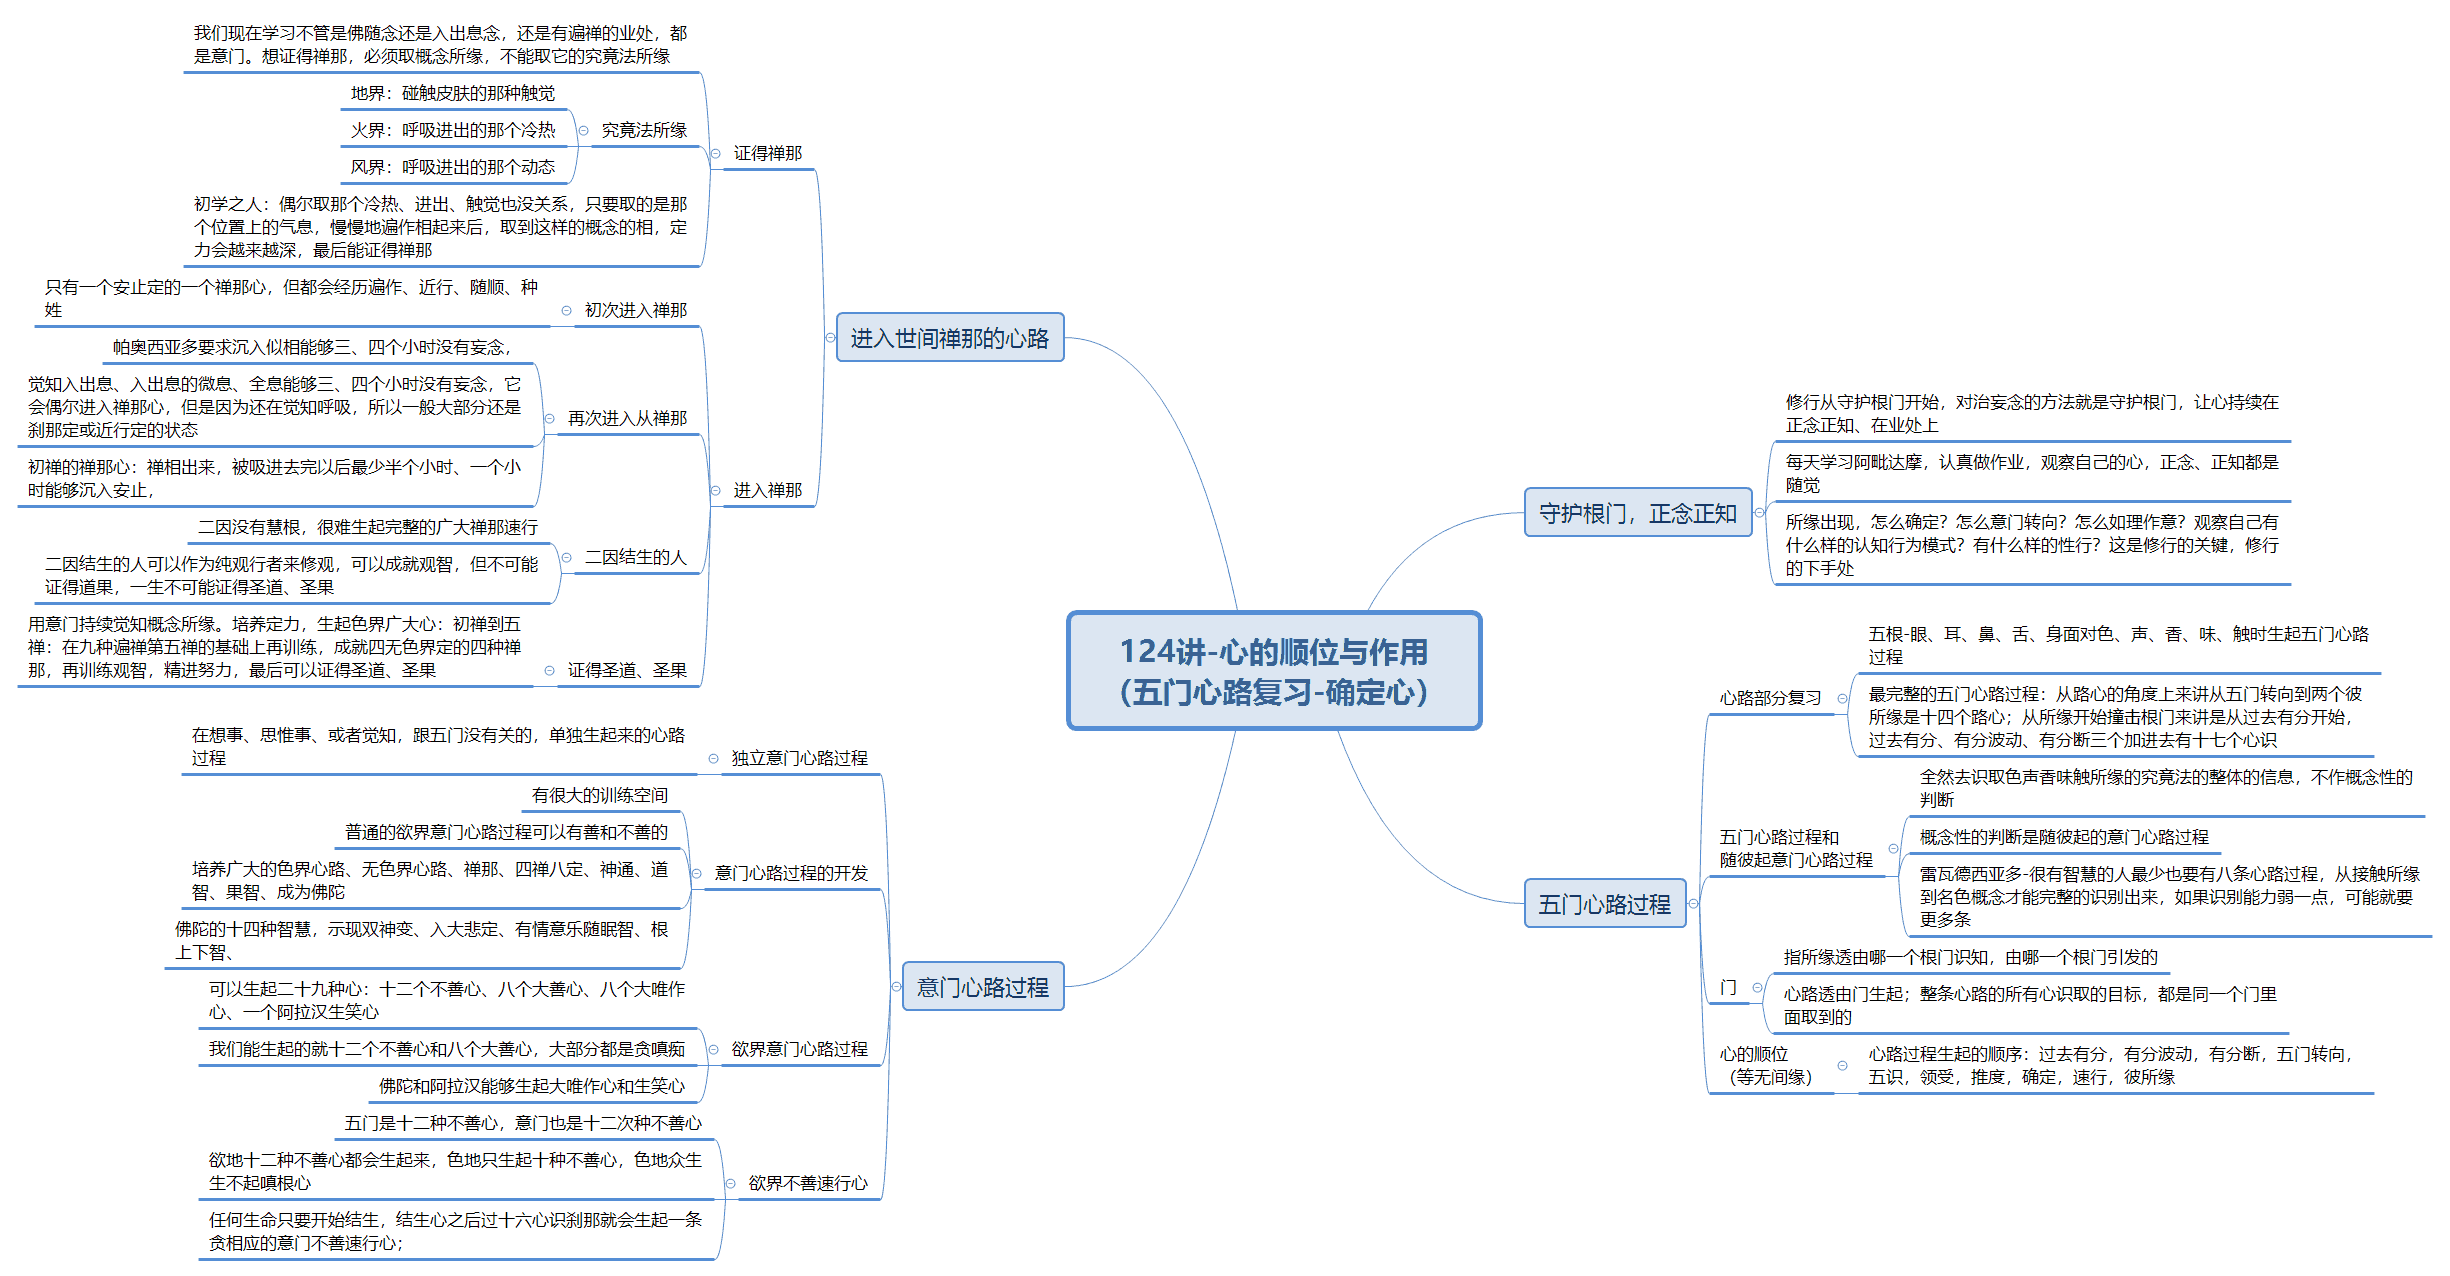 124讲-心的顺位与作用
（五门心路复习-确定心）
守护根门，正念正知
修行从守护根门开始，对治妄念的方法就是守护根门，让心持续在
正念正知、在业处上
每天学习阿毗达摩，认真做作业，观察自己的心，正念、正知都是
随觉
所缘出现，怎么确定？怎么意门转向？怎么如理作意？观察自己有
什么样的认知行为模式？有什么样的性行？这是修行的关键，修行
的下手处
五门心路过程
心路部分复习
五根-眼、耳、鼻、舌、身面对色、声、香、味、触时生起五门心路
过程
最完整的五门心路过程：从路心的角度上来讲从五门转向到两个彼
所缘是十四个路心；从所缘开始撞击根门来讲是从过去有分开始，
过去有分、有分波动、有分断三个加进去有十七个心识
五门心路过程和
随彼起意门心路过程
全然去识取色声香味触所缘的究竟法的整体的信息，不作概念性的
判断
概念性的判断是随彼起的意门心路过程
雷瓦德西亚多-很有智慧的人最少也要有八条心路过程，从接触所缘
到名色概念才能完整的识别出来，如果识别能力弱一点，可能就要
更多条
门
指所缘透由哪一个根门识知，由哪一个根门引发的
心路透由门生起；整条心路的所有心识取的目标，都是同一个门里
面取到的
心的顺位
（等无间缘）
心路过程生起的顺序：过去有分，有分波动，有分断，五门转向，
五识，领受，推度，确定，速行，彼所缘
进入世间禅那的心路
证得禅那
我们现在学习不管是佛随念还是入出息念，还是有遍禅的业处，都
是意门。想证得禅那，必须取概念所缘，不能取它的究竟法所缘
究竟法所缘
地界：碰触皮肤的那种触觉
火界：呼吸进出的那个冷热
风界：呼吸进出的那个动态
初学之人：偶尔取那个冷热、进出、触觉也没关系，只要取的是那
个位置上的气息，慢慢地遍作相起来后，取到这样的概念的相，定
力会越来越深，最后能证得禅那
进入禅那
初次进入禅那
只有一个安止定的一个禅那心，但都会经历遍作、近行、随顺、种
姓
再次进入从禅那
帕奥西亚多要求沉入似相能够三、四个小时没有妄念，
觉知入出息、入出息的微息、全息能够三、四个小时没有妄念，它
会偶尔进入禅那心，但是因为还在觉知呼吸，所以一般大部分还是
刹那定或近行定的状态
初禅的禅那心：禅相出来，被吸进去完以后最少半个小时、一个小
时能够沉入安止，
二因结生的人
二因没有慧根，很难生起完整的广大禅那速行
二因结生的人可以作为纯观行者来修观，可以成就观智，但不可能
证得道果，一生不可能证得圣道、圣果
证得圣道、圣果
用意门持续觉知概念所缘。培养定力，生起色界广大心：初禅到五
禅：在九种遍禅第五禅的基础上再训练，成就四无色界定的四种禅
那，再训练观智，精进努力，最后可以证得圣道、圣果
意门心路过程
独立意门心路过程
在想事、思惟事、或者觉知，跟五门没有关的，单独生起来的心路
过程
意门心路过程的开发
有很大的训练空间
普通的欲界意门心路过程可以有善和不善的
培养广大的色界心路、无色界心路、禅那、四禅八定、神通、道
智、果智、成为佛陀
佛陀的十四种智慧，示现双神变、入大悲定、有情意乐随眠智、根
上下智、
欲界意门心路过程
可以生起二十九种心：十二个不善心、八个大善心、八个大唯作
心、一个阿拉汉生笑心
我们能生起的就十二个不善心和八个大善心，大部分都是贪嗔痴
佛陀和阿拉汉能够生起大唯作心和生笑心
欲界不善速行心
五门是十二种不善心，意门也是十二次种不善心
欲地十二种不善心都会生起来，色地只生起十种不善心，色地众生
生不起嗔根心
任何生命只要开始结生，结生心之后过十六心识刹那就会生起一条
贪相应的意门不善速行心；